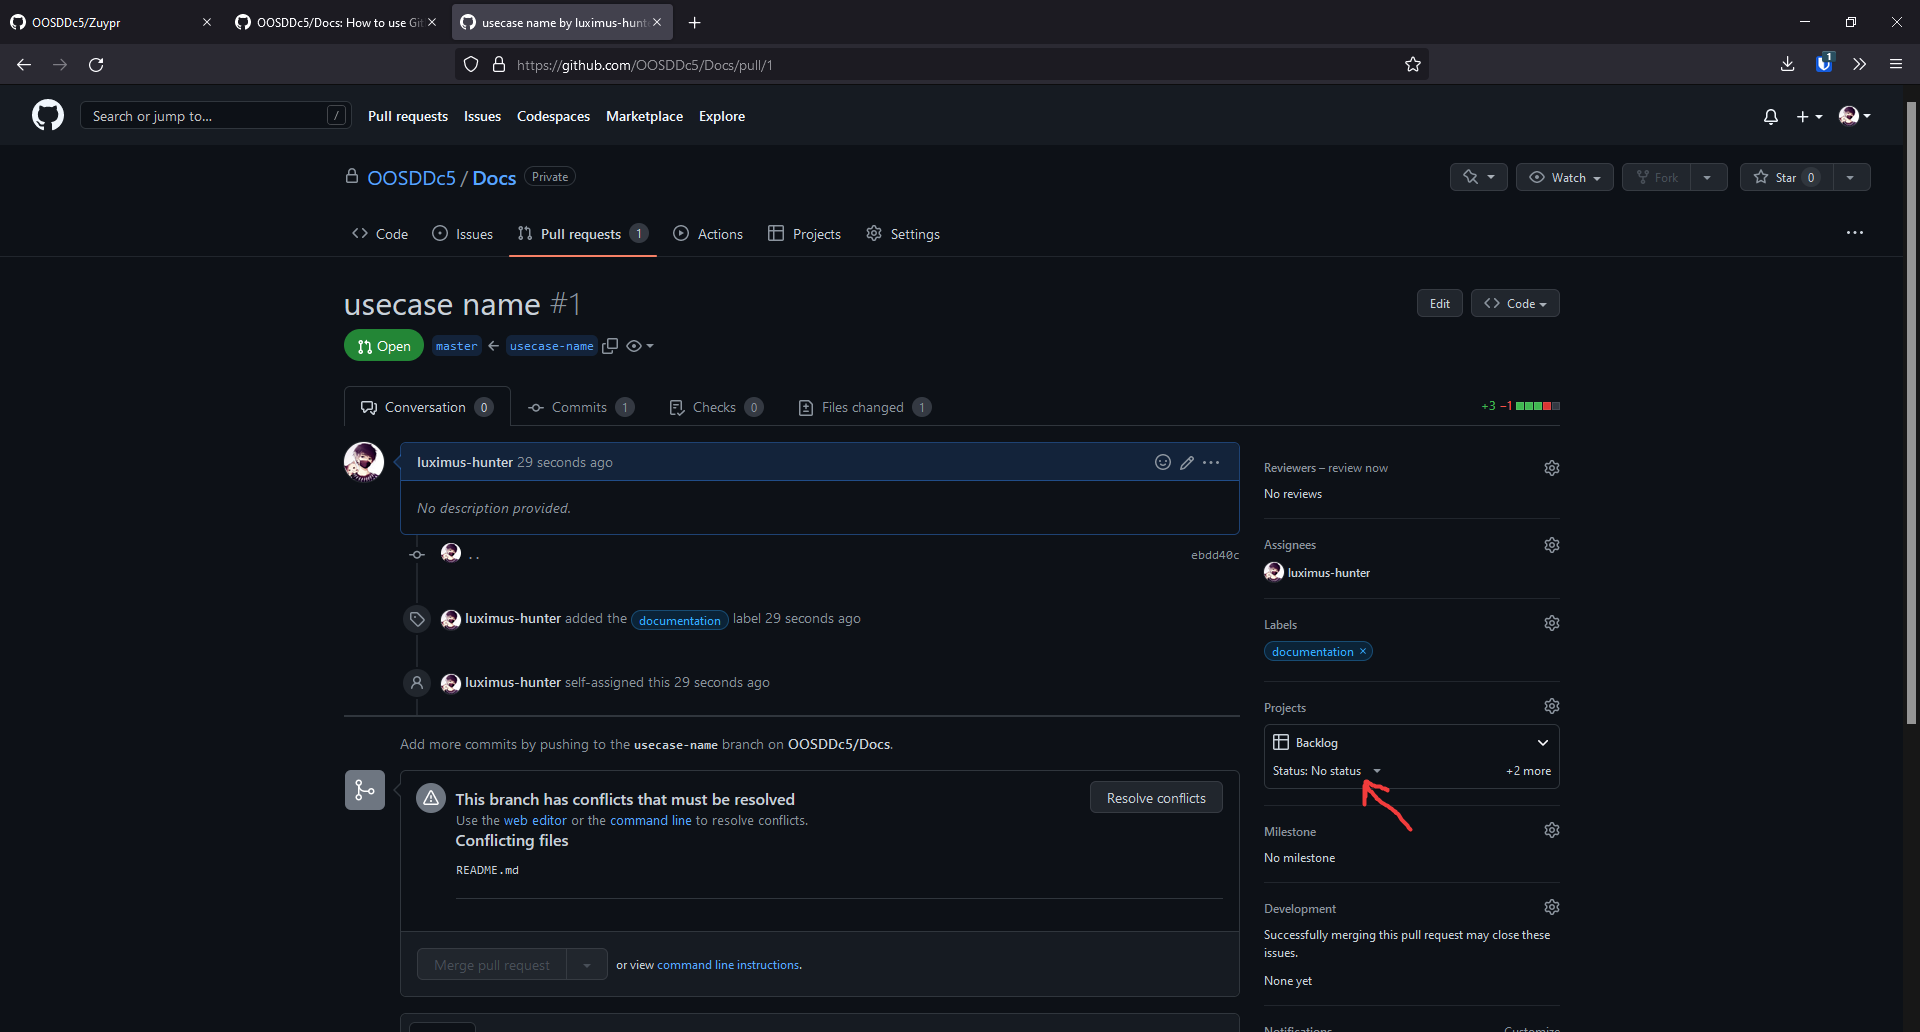 OOSDDc5/Zuypr
OOSDDc5/Docs: How to use Git
usecase name by luximus-hunte
https://github.com/OOSDDc5/Docs/pull/1
1
Search or jump to... /
Pull requests Issues Codespaces Marketplace Explore
OOSDDc5 / Docs Private
Watch Fork Star 0
Code Issues Pull requests 1 Actions Projects Settings
usecase name #1
Edit Code
Open master ← usecase-name
Conversation 0 Commits 1 Checks 0 Files changed 1
+3 −1
luximus-hunter 29 seconds ago
No description provided.
. . ebdd40c
luximus-hunter added the documentation label 29 seconds ago
luximus-hunter self-assigned this 29 seconds ago
Add more commits by pushing to the usecase-name branch on OOSDDc5/Docs.
This branch has conflicts that must be resolved
Use the web editor or the command line to resolve conflicts.
Resolve conflicts
Conflicting files
README.md
Merge pull request or view command line instructions.
Reviewers – review now
No reviews
Assignees
luximus-hunter
Labels
documentation ×
Projects
Backlog
Status: No status +2 more
Milestone
No milestone
Development
Successfully merging this pull request may close these
issues.
None yet
Notifications Customize